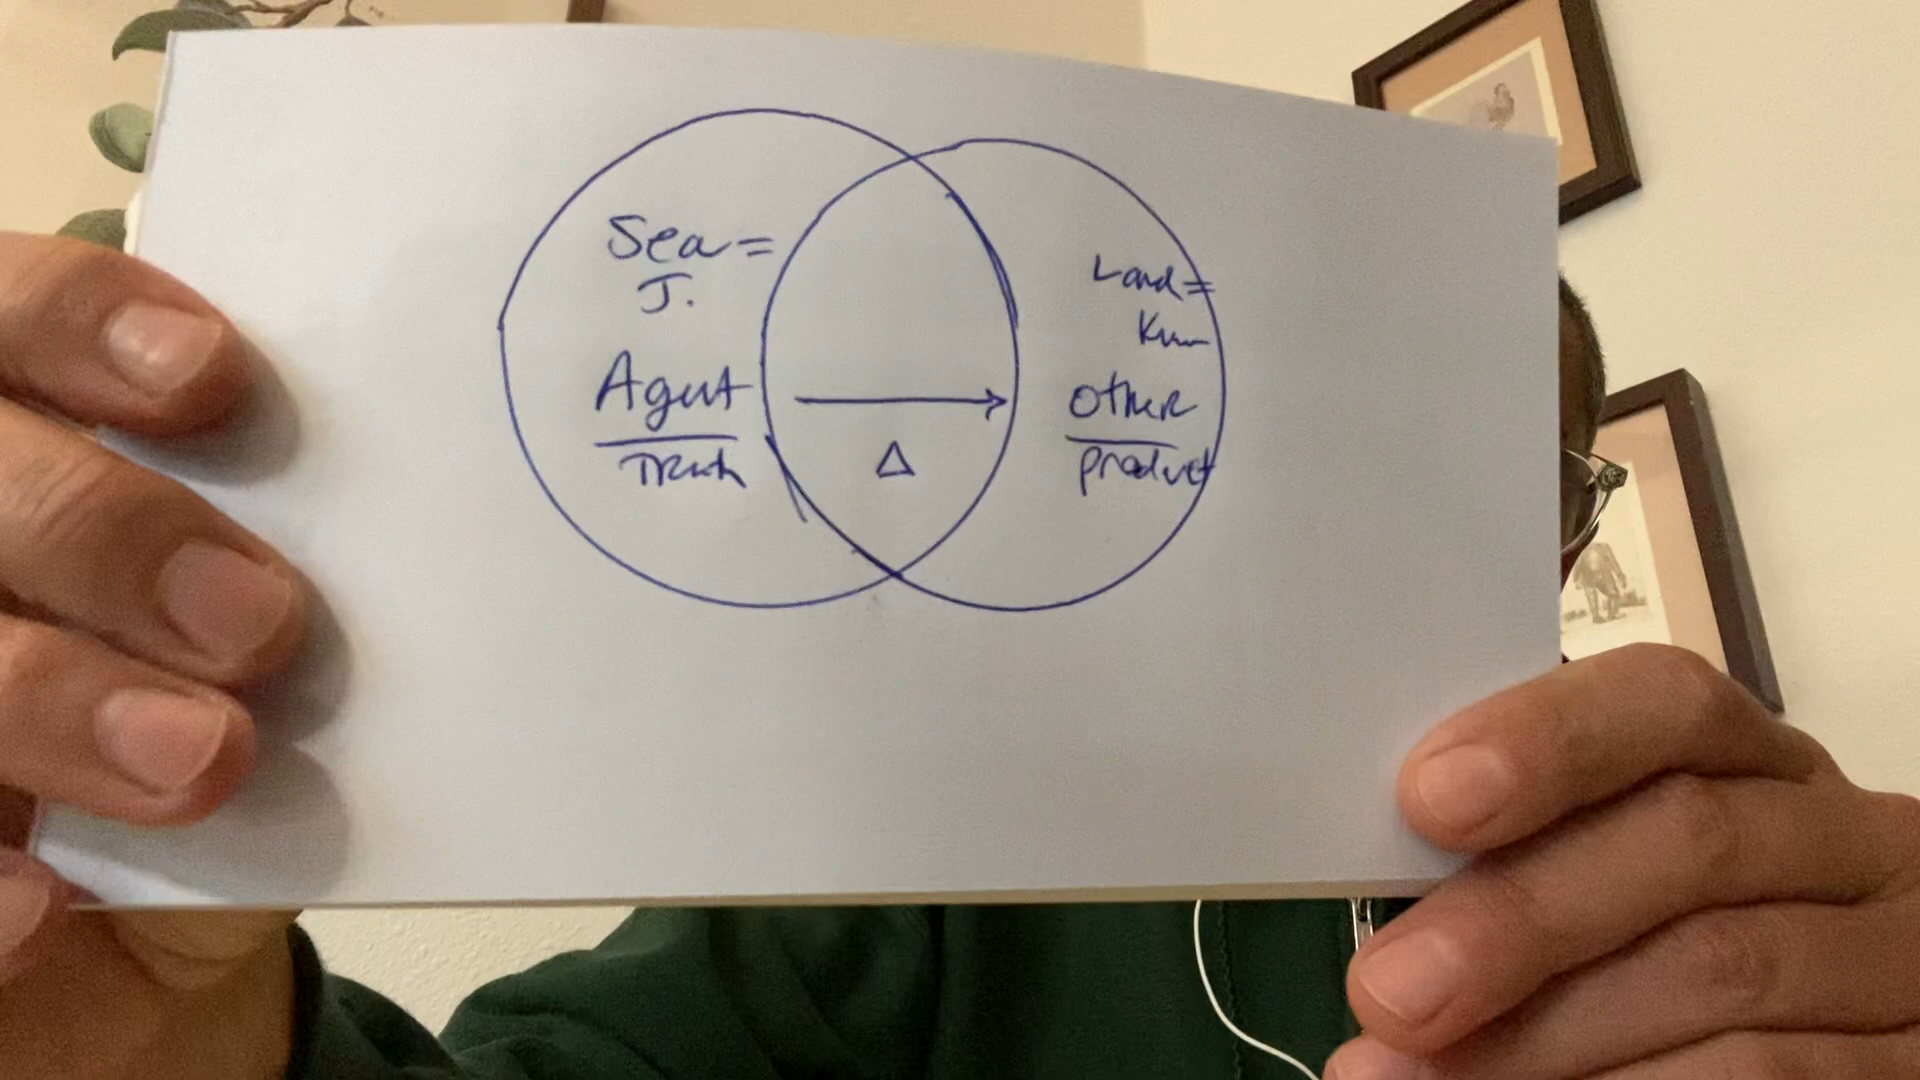 Sea =
J.
Agent
Truth
Δ
Land =
other
product